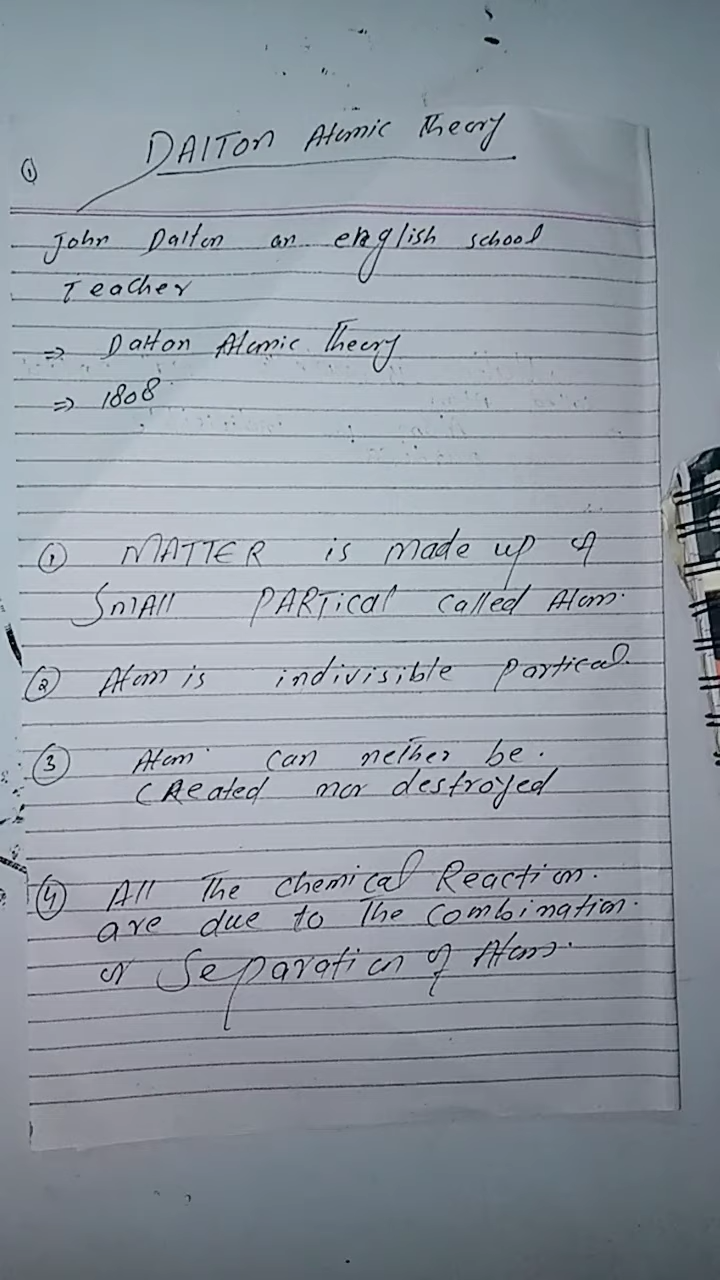 DALTON Atomic Theory
①
John Dalton an english school
Teacher
⇒ Dalton Atomic Theory
⇒ 1808
① MATTER is made up of
SmAll PARTical called Atom.
② Atom is indivisible Partical.
③ Atom can neither be.
CReated nor destroyed
④ All The Chemical Reaction.
are due to The Combination.
or Separation of Atoms.